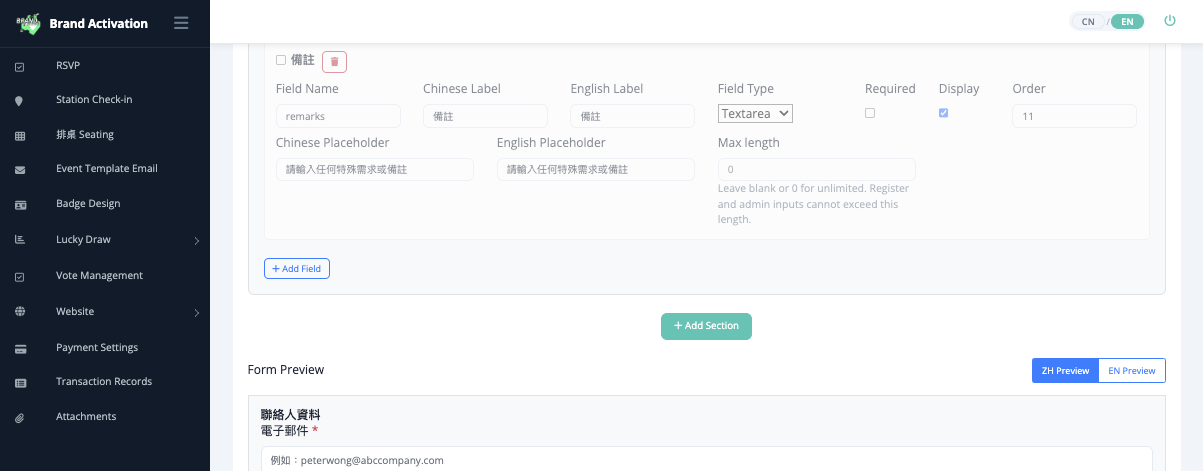 BRAND
Brand Activation
CN / EN
RSVP
Station Check-in
排桌 Seating
Event Template Email
Badge Design
Lucky Draw
Vote Management
Website
Payment Settings
Transaction Records
Attachments
備註
Field Name
Chinese Label
English Label
Field Type
Required
Display
Order
remarks
備註
備註
Textarea
11
Chinese Placeholder
English Placeholder
Max length
請輸入任何特殊需求或備註
請輸入任何特殊需求或備註
0
Leave blank or 0 for unlimited. Register
and admin inputs cannot exceed this
length.
+ Add Field
+ Add Section
Form Preview
ZH Preview
EN Preview
聯絡人資料
電子郵件 *
例如：peterwong@abccompany.com